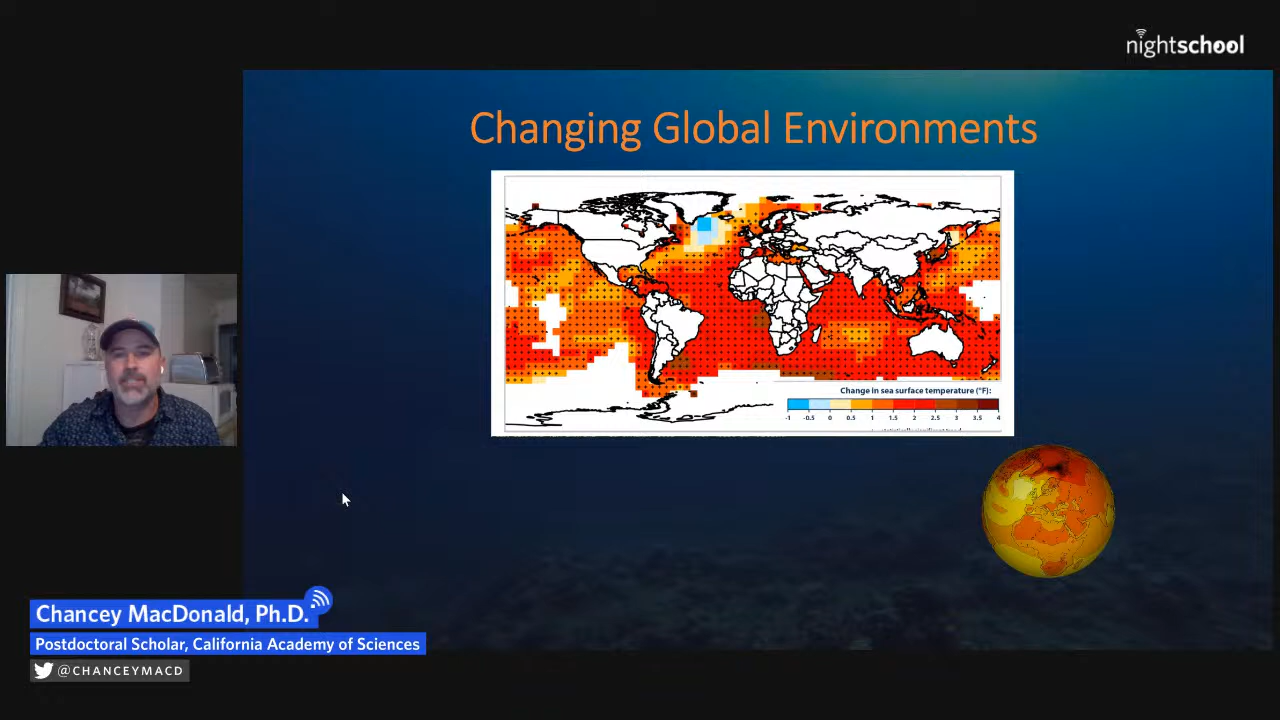 nightschool
Changing Global Environments
Change in sea surface temperature (°F):
-1 -0.5 0 0.5 1 1.5 2 2.5 3 3.5 4
Chancey MacDonald, Ph.D.
Postdoctoral Scholar, California Academy of Sciences
@CHANCEYMACD